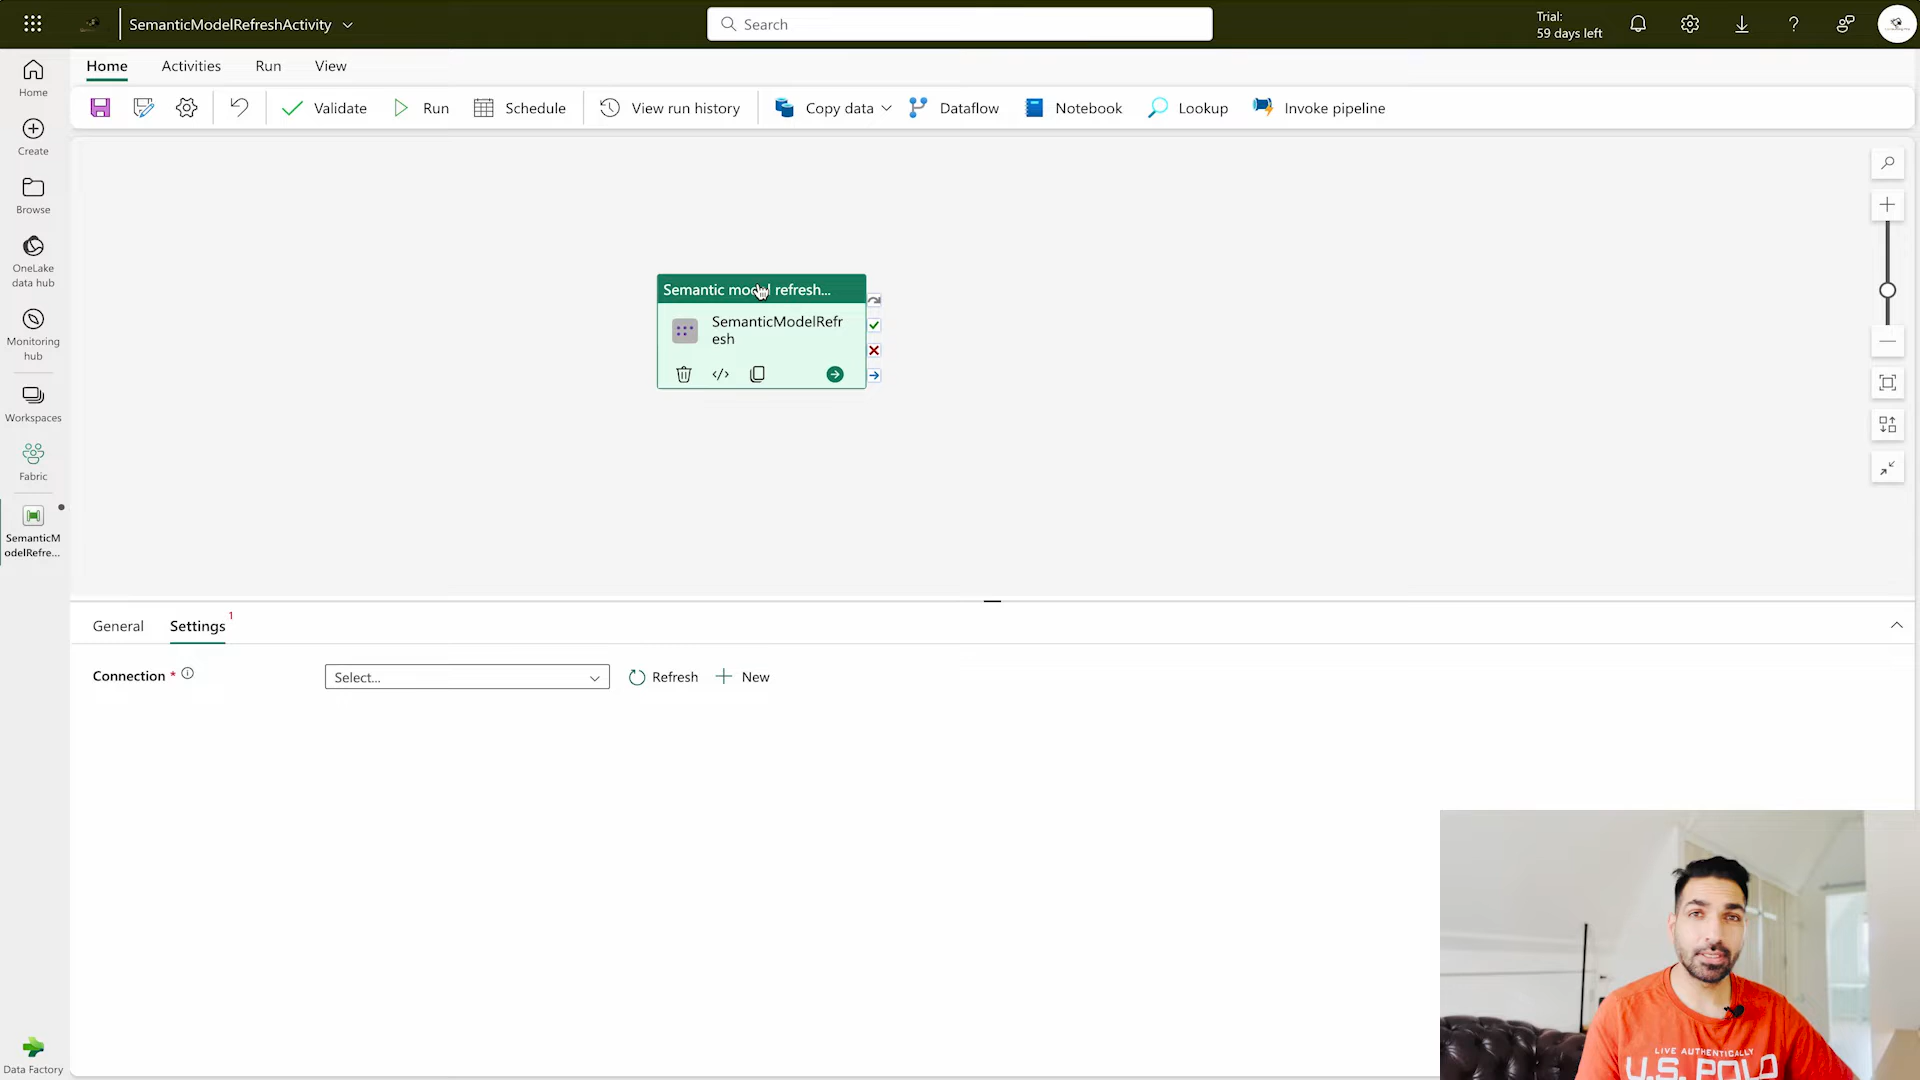 SemanticModelRefreshActivity
Search
Trial:
59 days left
Home
Activities
Run
View
Validate
Run
Schedule
View run history
Copy data
Dataflow
Notebook
Lookup
Invoke pipeline
Home
Create
Browse
OneLake
data hub
Monitoring
hub
Workspaces
Fabric
SemanticM
odelRefre...
Data Factory
Semantic model refresh...
SemanticModelRefr
esh
General
Settings
1
Connection *
Select...
Refresh
New
LIVE AUTHENTICALLY
U.S. POLO